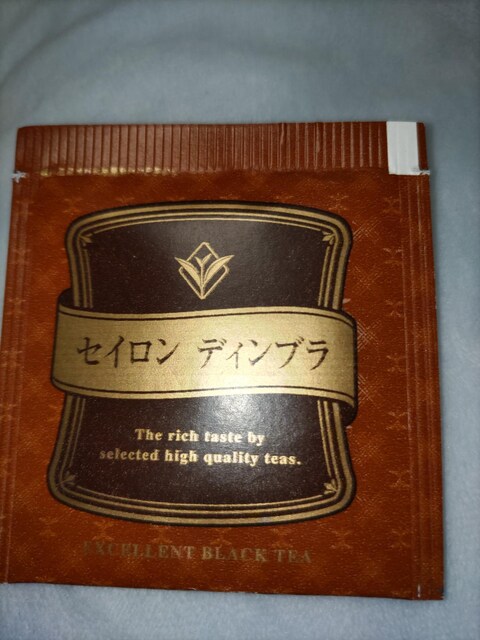 セイロン ディンブラ
The rich taste by
selected high quality teas.
EXCELLENT BLACK TEA